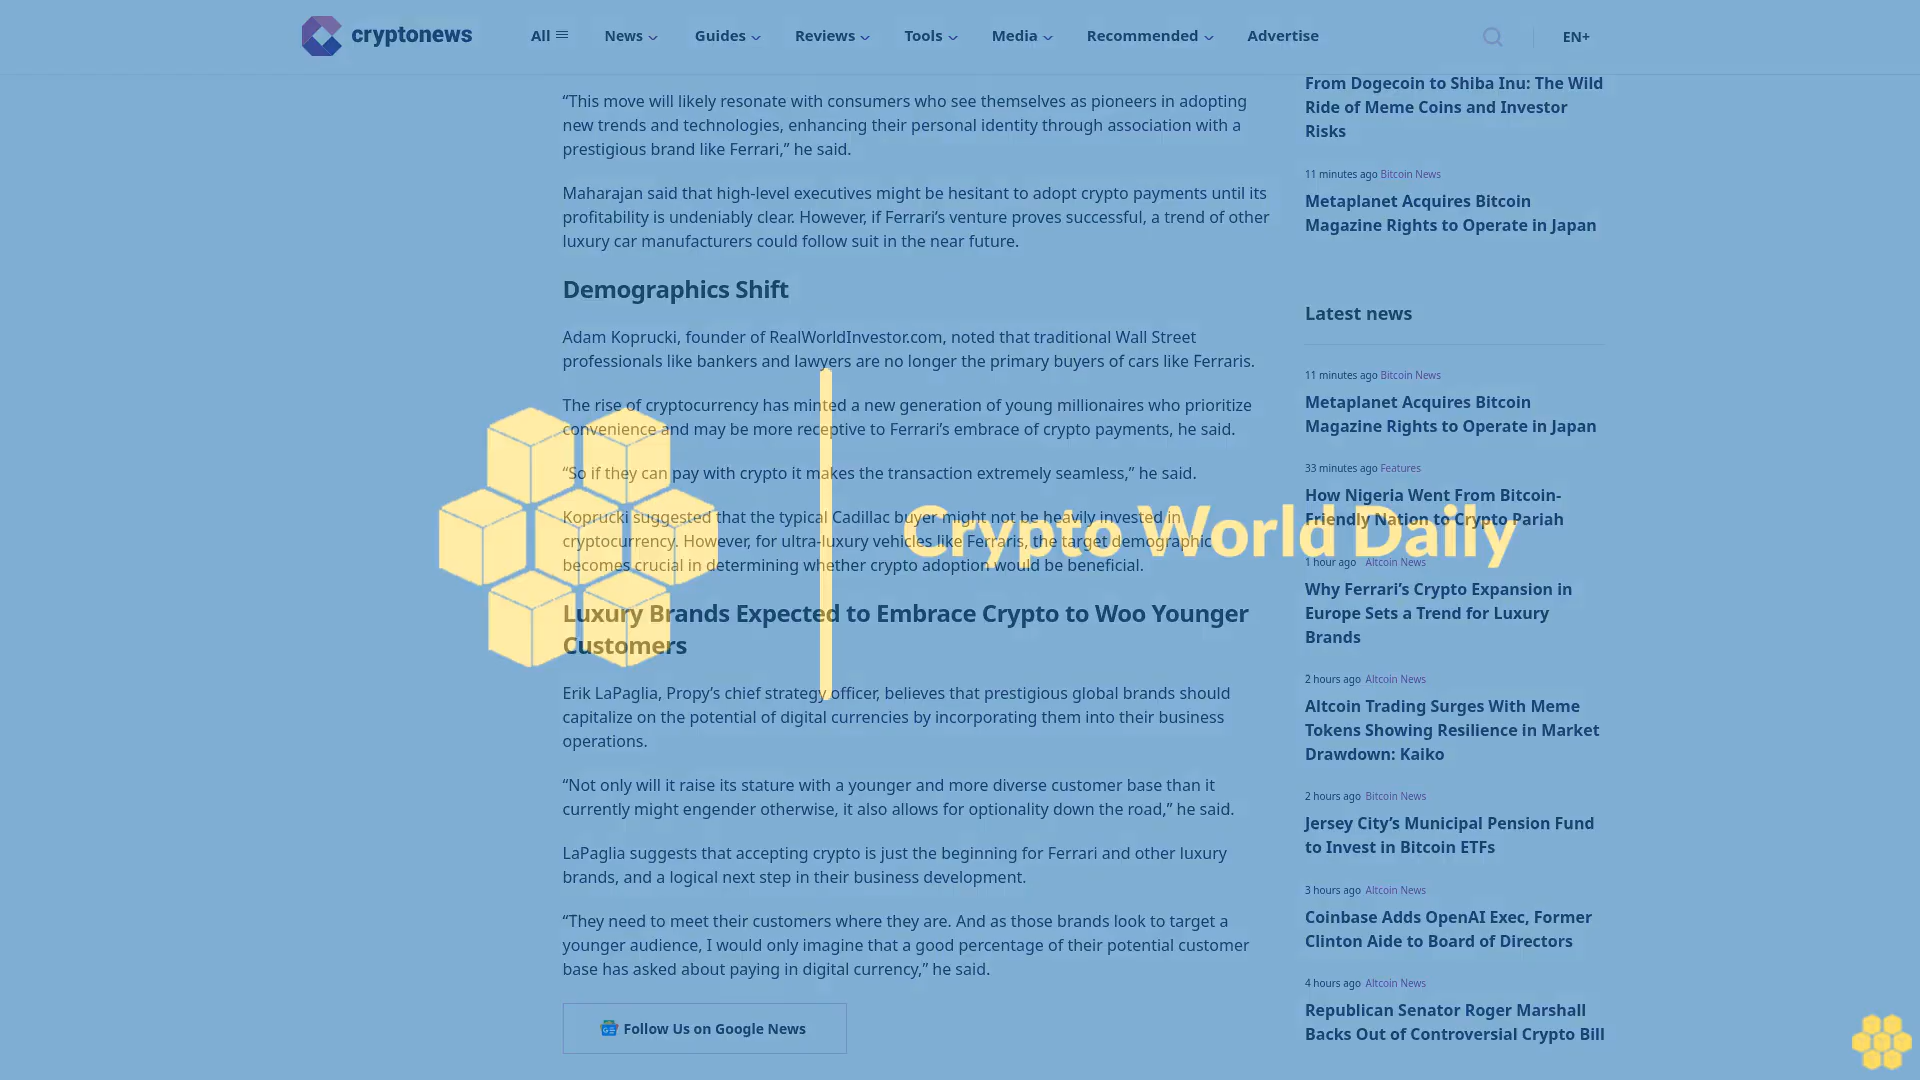 cryptonews
All
News
Guides
Reviews
Tools
Media
Recommended
Advertise
EN+
“This move will likely resonate with consumers who see themselves as pioneers in adopting
new trends and technologies, enhancing their personal identity through association with a
prestigious brand like Ferrari,” he said.
Maharajan said that high-level executives might be hesitant to adopt crypto payments until its
profitability is undeniably clear. However, if Ferrari’s venture proves successful, a trend of other
luxury car manufacturers could follow suit in the near future.
Demographics Shift
Adam Koprucki, founder of RealWorldInvestor.com, noted that traditional Wall Street
professionals like bankers and lawyers are no longer the primary buyers of cars like Ferraris.
The rise of cryptocurrency has minted a new generation of young millionaires who prioritize
convenience and may be more receptive to Ferrari’s embrace of crypto payments, he said.
“So if they can pay with crypto it makes the transaction extremely seamless,” he said.
Koprucki suggested that the typical Cadillac buyer might not be heavily invested in
cryptocurrency. However, for ultra-luxury vehicles like Ferraris, the target demographic
becomes crucial in determining whether crypto adoption would be beneficial.
Luxury Brands Expected to Embrace Crypto to Woo Younger
Customers
Erik LaPaglia, Propy’s chief strategy officer, believes that prestigious global brands should
capitalize on the potential of digital currencies by incorporating them into their business
operations.
“Not only will it raise its stature with a younger and more diverse customer base than it
currently might engender otherwise, it also allows for optionality down the road,” he said.
LaPaglia suggests that accepting crypto is just the beginning for Ferrari and other luxury
brands, and a logical next step in their business development.
“They need to meet their customers where they are. And as those brands look to target a
younger audience, I would only imagine that a good percentage of their potential customer
base has asked about paying in digital currency,” he said.
Follow Us on Google News
Crypto World Daily
From Dogecoin to Shiba Inu: The Wild
Ride of Meme Coins and Investor
Risks
11 minutes ago Bitcoin News
Metaplanet Acquires Bitcoin
Magazine Rights to Operate in Japan
Latest news
11 minutes ago Bitcoin News
Metaplanet Acquires Bitcoin
Magazine Rights to Operate in Japan
33 minutes ago Features
How Nigeria Went From Bitcoin-
Friendly Nation to Crypto Pariah
1 hour ago Altcoin News
Why Ferrari’s Crypto Expansion in
Europe Sets a Trend for Luxury
Brands
2 hours ago Altcoin News
Altcoin Trading Surges With Meme
Tokens Showing Resilience in Market
Drawdown: Kaiko
2 hours ago Bitcoin News
Jersey City’s Municipal Pension Fund
to Invest in Bitcoin ETFs
3 hours ago Altcoin News
Coinbase Adds OpenAI Exec, Former
Clinton Aide to Board of Directors
4 hours ago Altcoin News
Republican Senator Roger Marshall
Backs Out of Controversial Crypto Bill